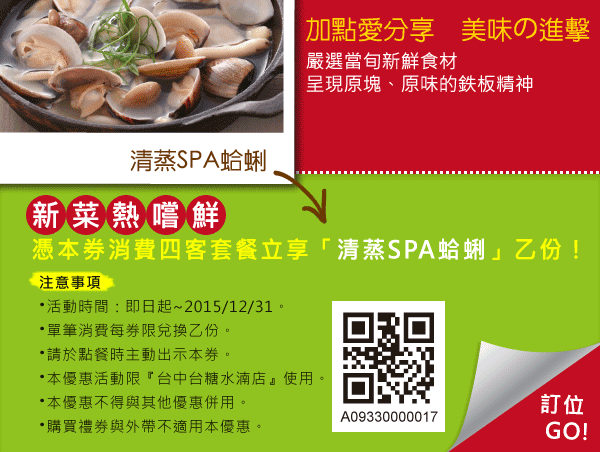 加點愛分享 美味の進擊
嚴選當旬新鮮食材
呈現原塊、原味的鉄板精神
清蒸SPA蛤蜊
新菜熱嚐鮮
憑本券消費四客套餐立享「清蒸SPA蛤蜊」乙份！
注意事項
•活動時間：即日起~2015/12/31。
•單筆消費每券限兌換乙份。
•請於點餐時主動出示本券。
•本優惠活動限『台中台糖水湳店』使用。
•本優惠不得與其他優惠併用。
•購買禮券與外帶不適用本優惠。
A09330000017
訂位
GO!